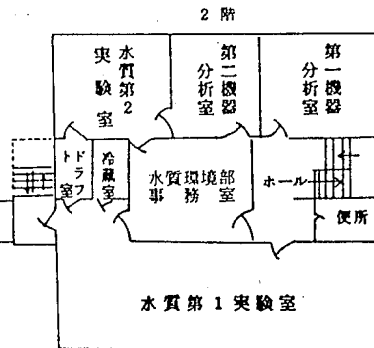 2 階
水質第2
実験室
第二機器
分析室
第一機器
分析室
ドラフ
ト室
冷蔵室
水質環境部
事務室
ホール
便所
水質第1実験室